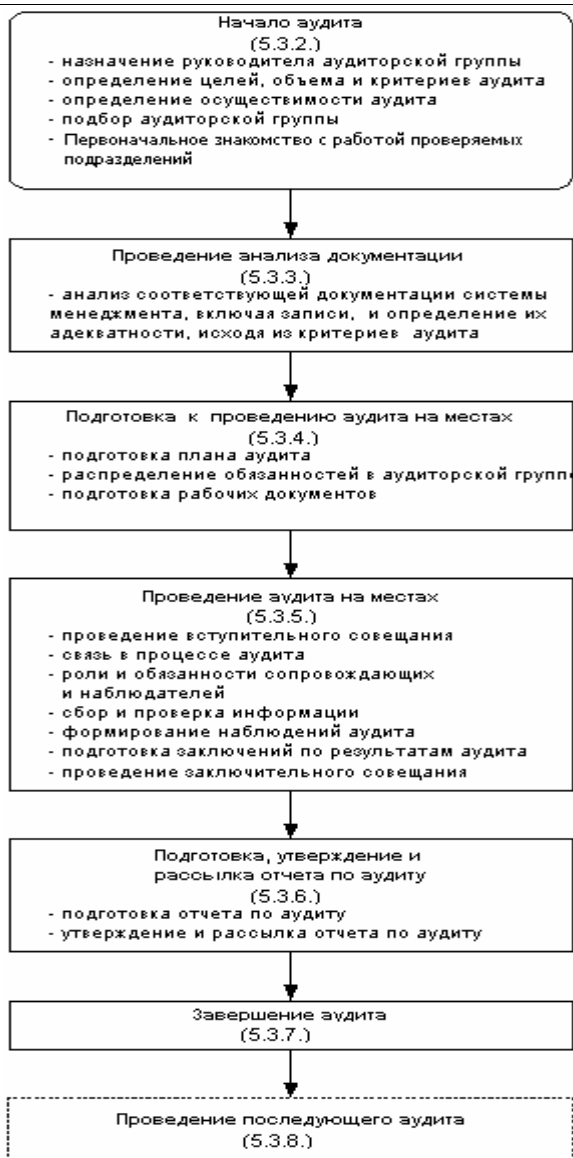 Начало аудита
(5.3.2.)
- назначение руководителя аудиторской группы
- определение целей, объема и критериев аудита
- определение осуществимости аудита
- подбор аудиторской группы
- Первоначальное знакомство с работой проверяемых
подразделений
Проведение анализа документации
(5.3.3.)
- анализ соответствующей документации системы
менеджмента, включая записи, и определение их
адекватности, исходя из критериев аудита
Подготовка к проведению аудита на местах
(5.3.4.)
- подготовка плана аудита
- распределение обязанностей в аудиторской групп
- подготовка рабочих документов
Проведение аудита на местах
(5.3.5.)
- проведение вступительного совещания
- связь в процессе аудита
- роли и обязанности сопровождающих
и наблюдателей
- сбор и проверка информации
- формирование наблюдений аудита
- подготовка заключений по результатам аудита
- проведение заключительного совещания
Подготовка, утверждение и
рассылка отчета по аудиту
(5.3.6.)
- подготовка отчета по аудиту
- утверждение и рассылка отчета по аудиту
Завершение аудита
(5.3.7.)
Проведение последующего аудита
(5.3.8.)